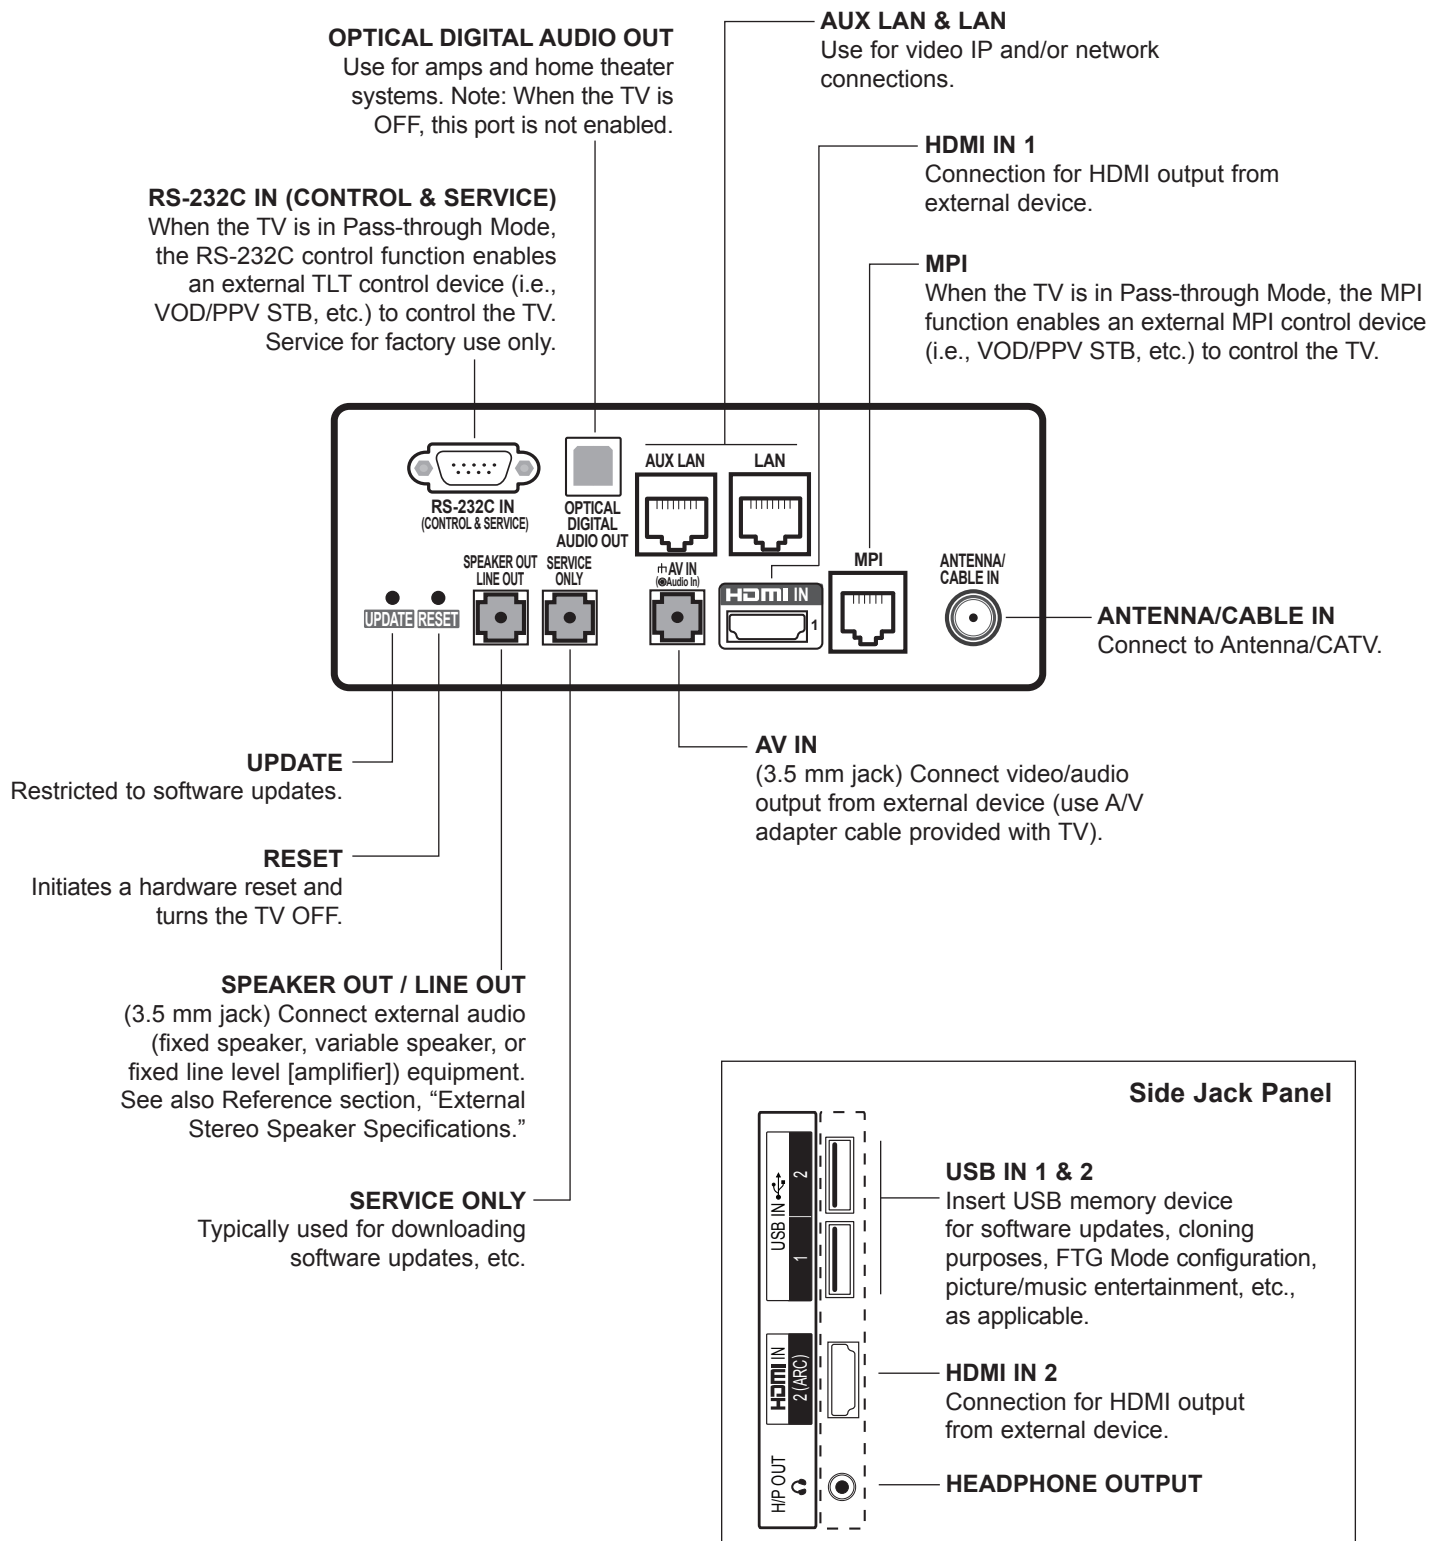 OPTICAL DIGITAL AUDIO OUT
Use for amps and home theater
systems. Note: When the TV is
OFF, this port is not enabled.
AUX LAN & LAN
Use for video IP and/or network
connections.
HDMI IN 1
Connection for HDMI output from
external device.
RS-232C IN (CONTROL & SERVICE)
When the TV is in Pass-through Mode,
the RS-232C control function enables
an external TLT control device (i.e.,
VOD/PPV STB, etc.) to control the TV.
Service for factory use only.
MPI
When the TV is in Pass-through Mode, the MPI
function enables an external MPI control device
(i.e., VOD/PPV STB, etc.) to control the TV.
AUX LAN
LAN
RS-232C IN
(CONTROL & SERVICE)
OPTICAL
DIGITAL
AUDIO OUT
SPEAKER OUT
LINE OUT
SERVICE
ONLY
AV IN
(Audio In)
HDMI IN
1
MPI
ANTENNA/
CABLE IN
UPDATE
RESET
ANTENNA/CABLE IN
Connect to Antenna/CATV.
UPDATE
Restricted to software updates.
AV IN
(3.5 mm jack) Connect video/audio
output from external device (use A/V
adapter cable provided with TV).
RESET
Initiates a hardware reset and
turns the TV OFF.
SPEAKER OUT / LINE OUT
(3.5 mm jack) Connect external audio
(fixed speaker, variable speaker, or
fixed line level [amplifier]) equipment.
See also Reference section, “External
Stereo Speaker Specifications.”
SERVICE ONLY
Typically used for downloading
software updates, etc.
Side Jack Panel
USB IN
2
1
USB IN 1 & 2
Insert USB memory device
for software updates, cloning
purposes, FTG Mode configuration,
picture/music entertainment, etc.,
as applicable.
HDMI IN
2 (ARC)
HDMI IN 2
Connection for HDMI output
from external device.
H/P OUT
HEADPHONE OUTPUT